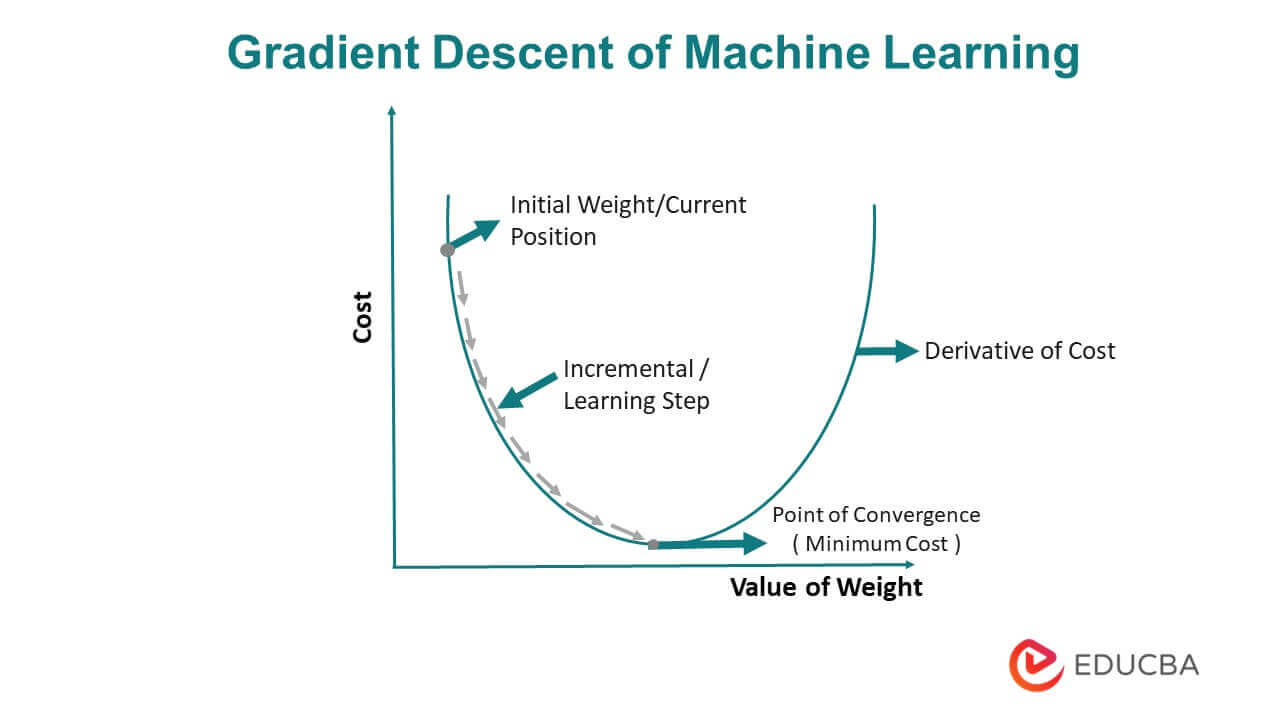 Gradient Descent of Machine Learning
Initial Weight/Current
Position
Cost
Incremental /
Learning Step
Derivative of Cost
Point of Convergence
( Minimum Cost )
Value of Weight
EDUCBA